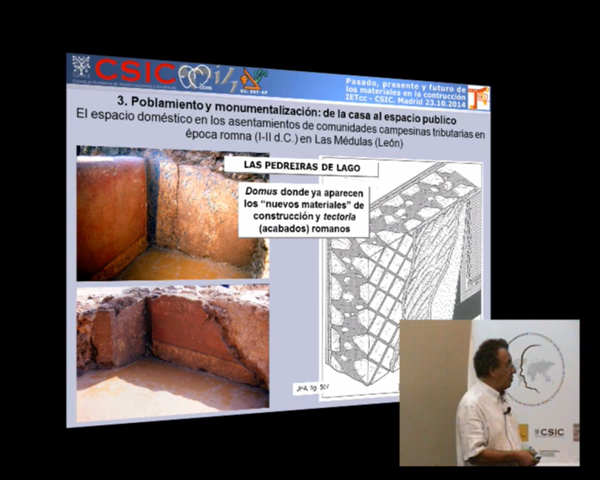 CSIC
Pasado, presente y futuro de
los materiales en la contrucción
IETcc - CSIC. Madrid 23.10.2014
3. Poblamiento y monumentalización: de la casa al espacio publico
El espacio doméstico en los asentamientos de comunidades campesinas tributarias en
época romna (I-II d.C.) en Las Médulas (León)
LAS PEDREIRAS DE LAGO
Domus donde ya aparecen
los "nuevos materiales" de
construcción y tectoria
(acabados) romanos
CSIC